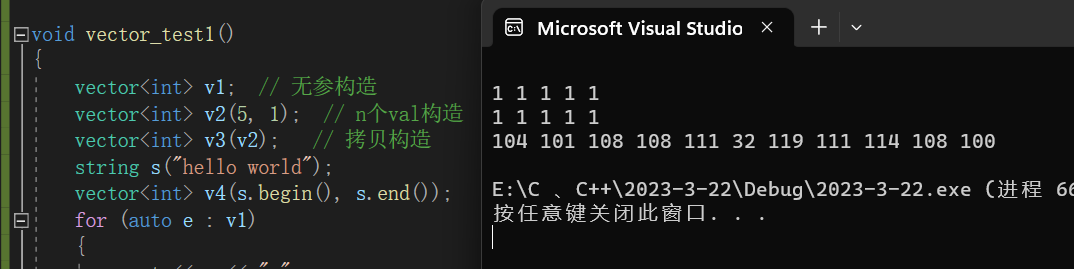 void vector_test1()
{
vector<int> v1;  // 无参构造
vector<int> v2(5, 1);  // n个val构造
vector<int> v3(v2);   // 拷贝构造
string s("hello world");
vector<int> v4(s.begin(), s.end());
for (auto e : v1)
{
Microsoft Visual Studio
1 1 1 1 1
1 1 1 1 1
104 101 108 108 111 32 119 111 114 108 100
E:\C 、C++\2023-3-22\Debug\2023-3-22.exe (进程 66
按任意键关闭此窗口. . .